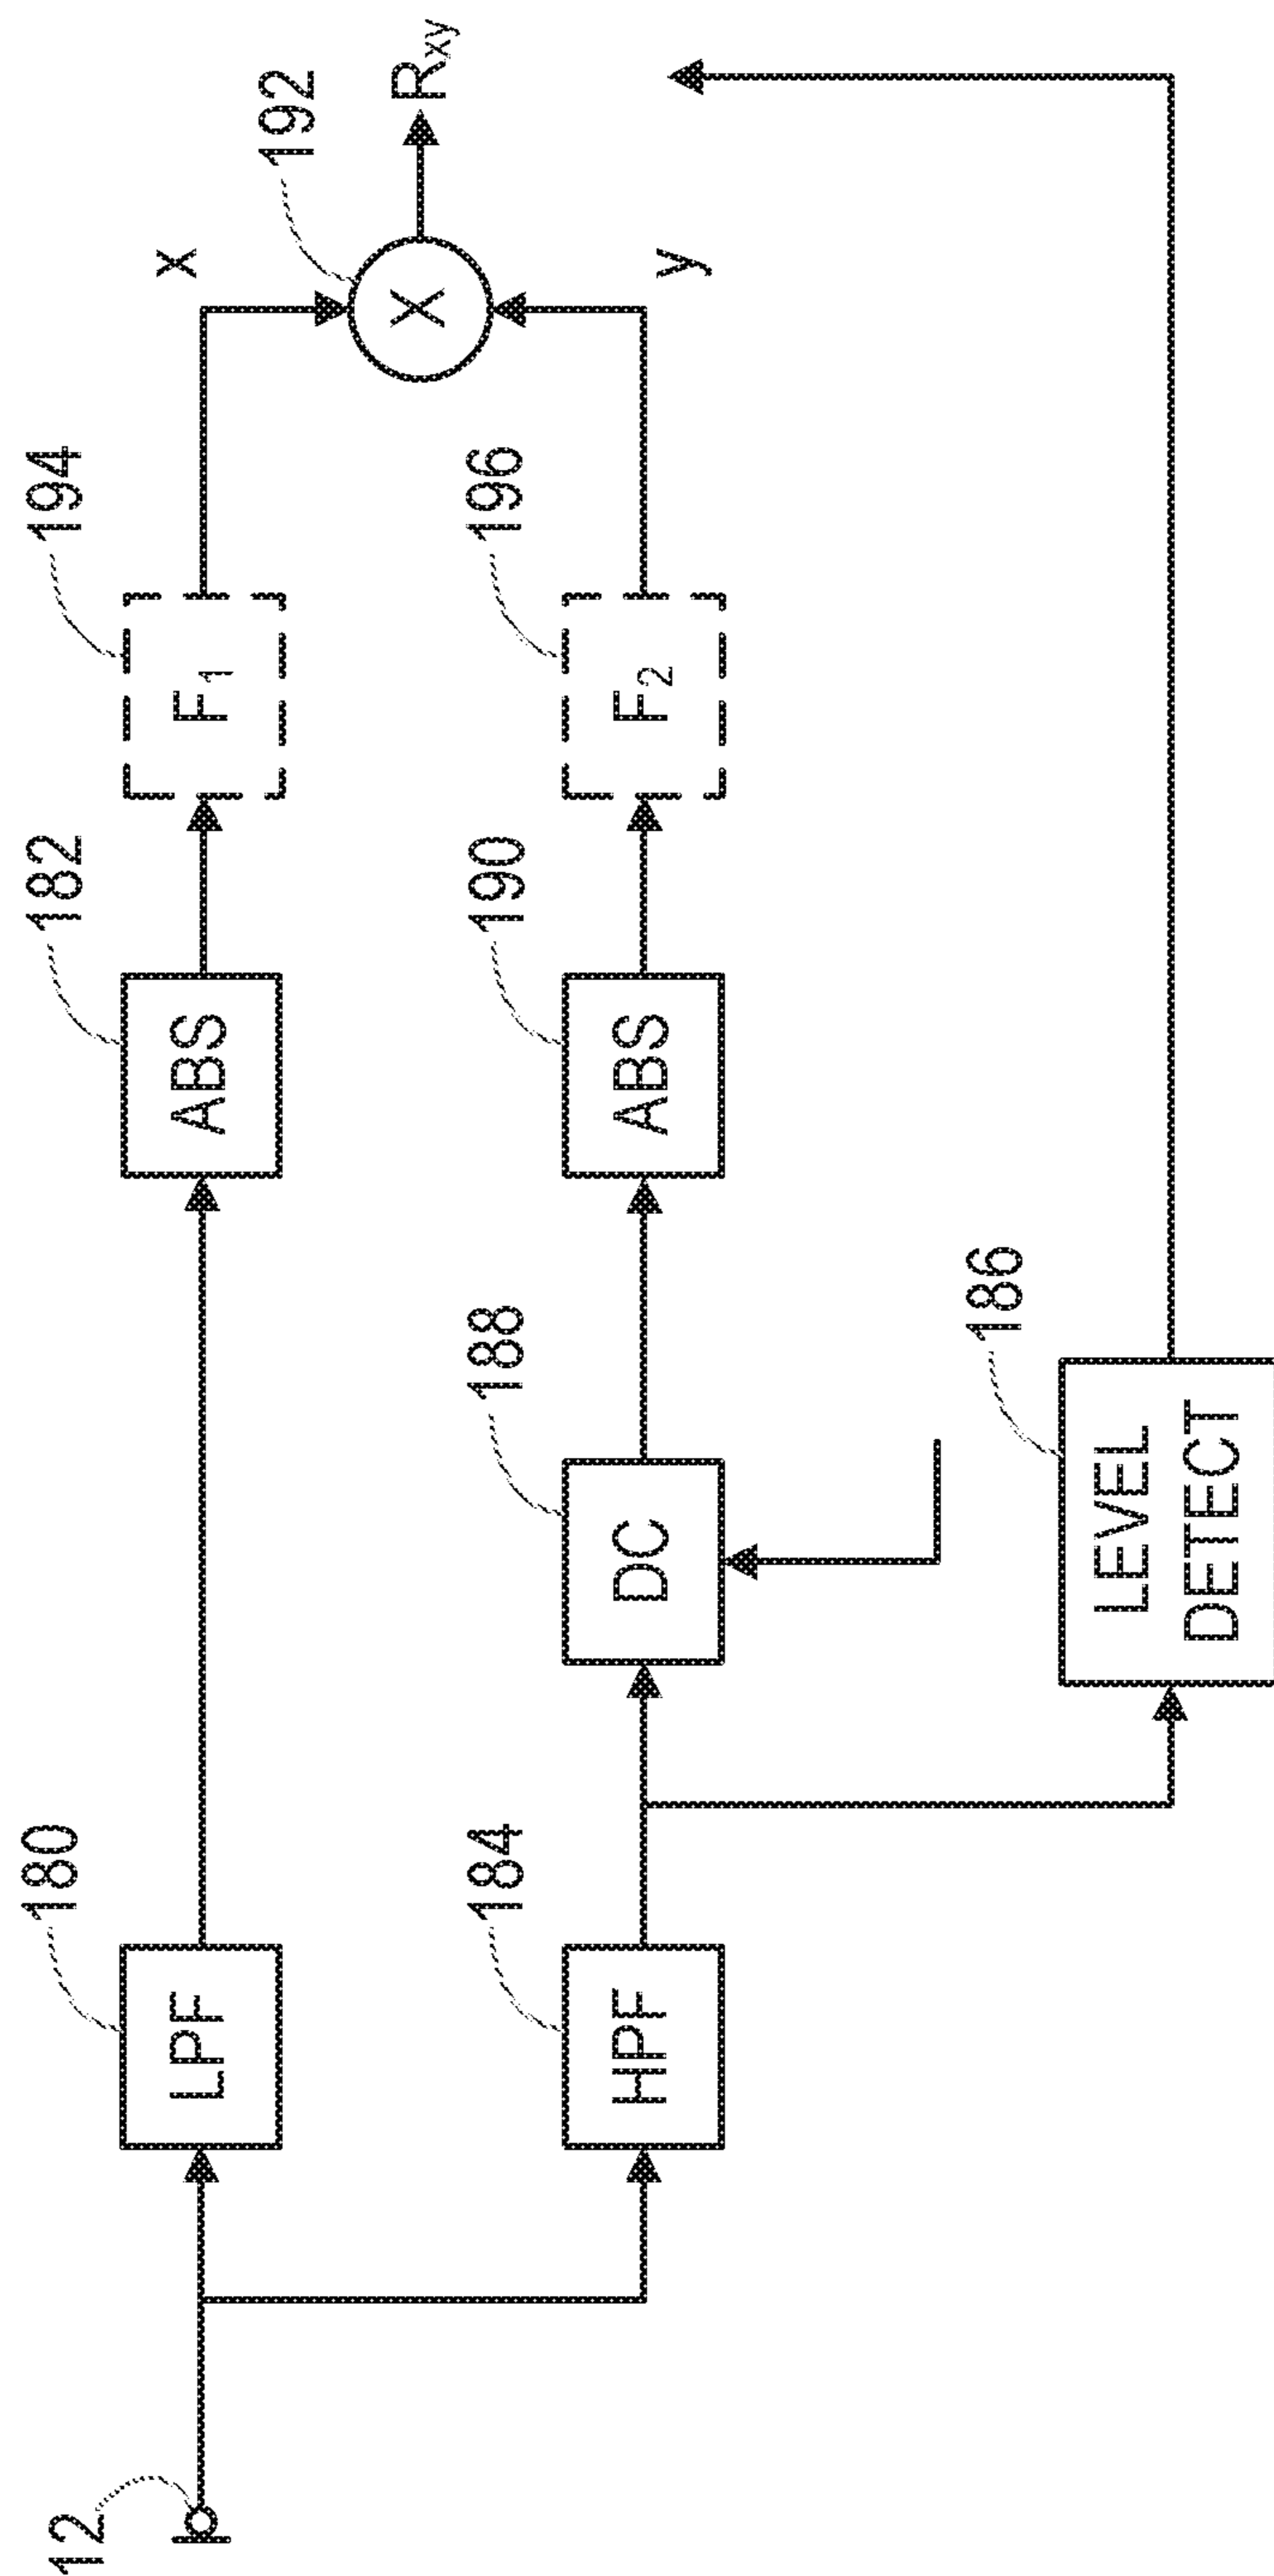 12
180
LPF
182
ABS
194
F₁
x
192
X
Rxy
184
HPF
188
DC
190
ABS
196
F₂
y
186
LEVEL
DETECT